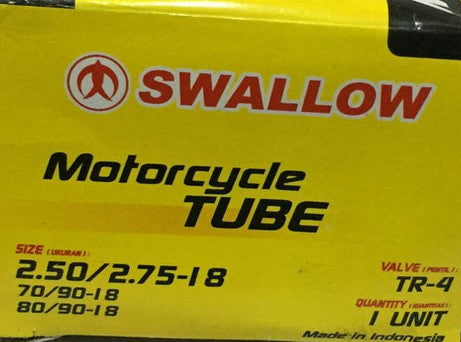 SWALLOW
Motorcycle
TUBE
SIZE (UKURAN):
2.50/2.75-18
70/90-18
80/90-18
VALVE (PENTIL):
TR-4
QUANTITY (KUANTITAS):
1 UNIT
Made in Indonesia